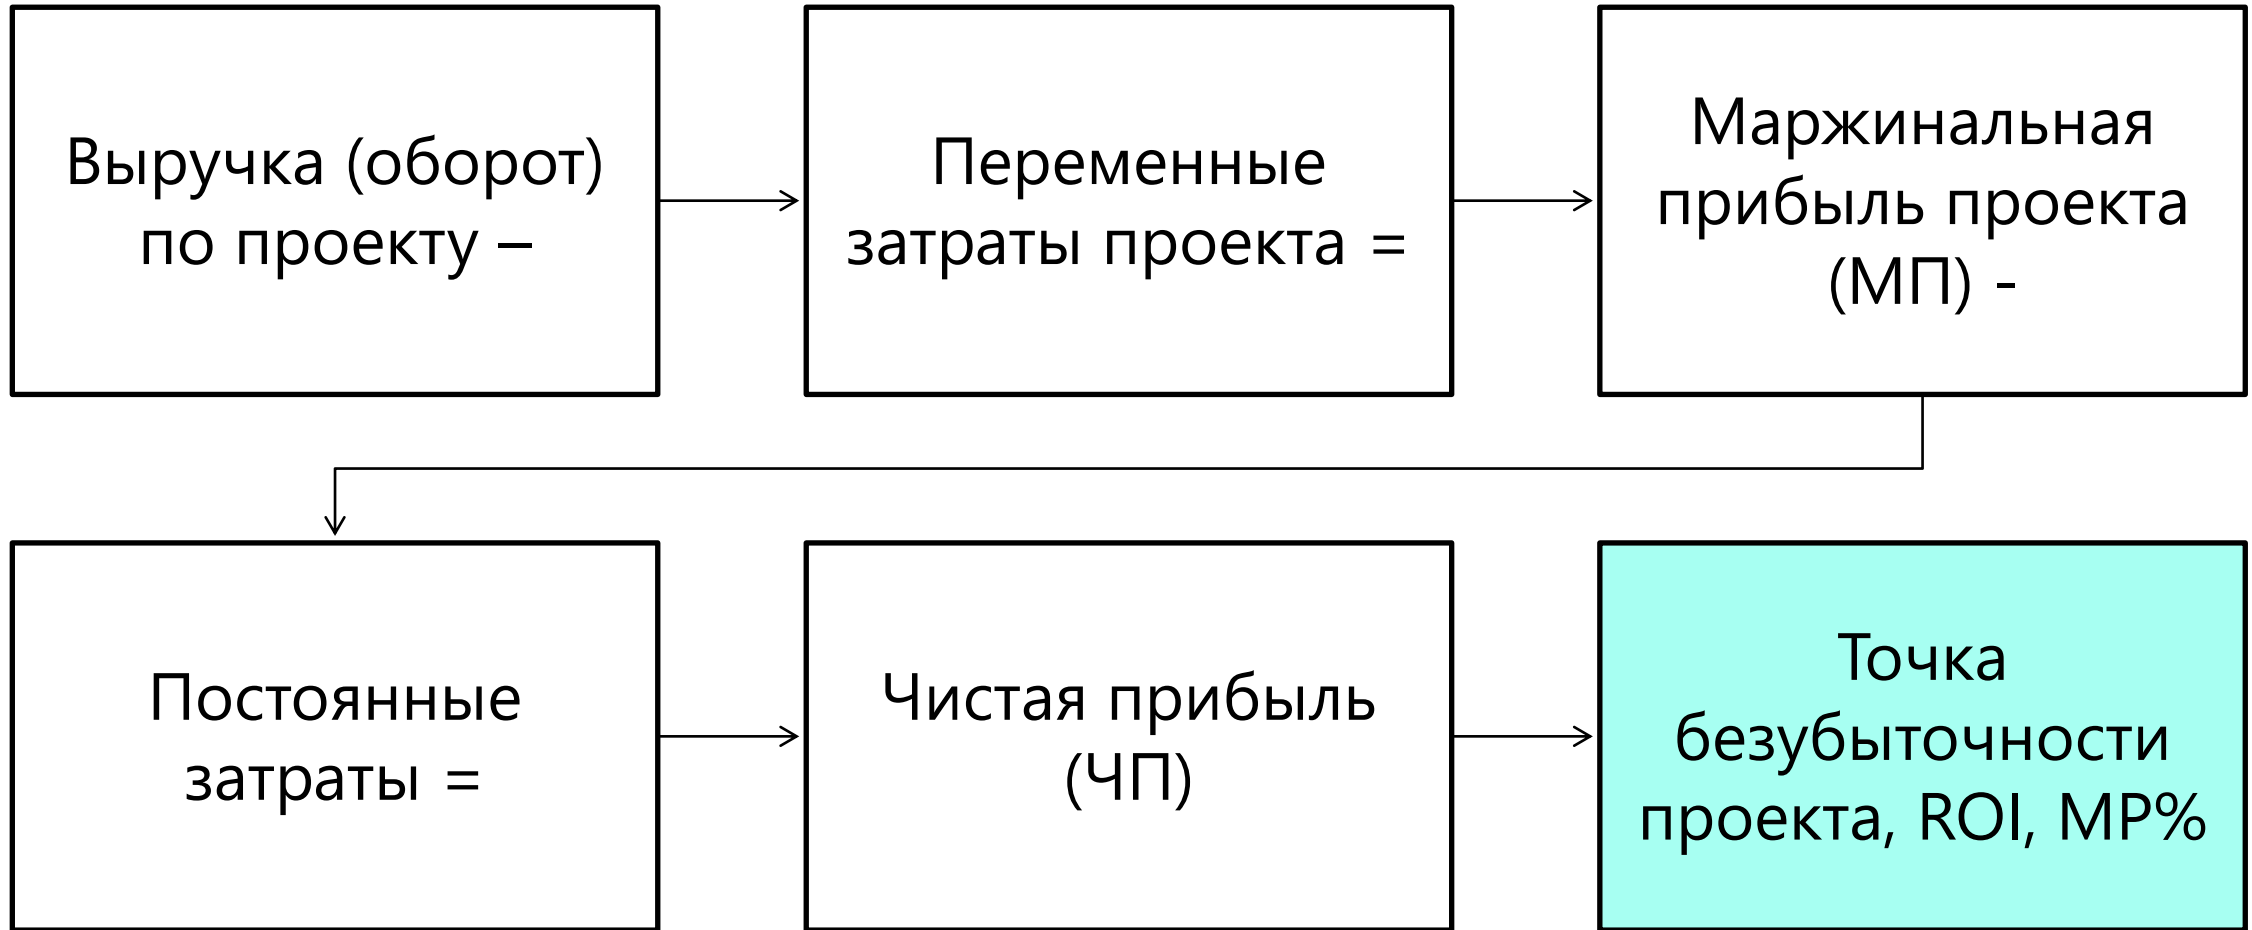 Выручка (оборот)
по проекту –
Переменные
затраты проекта =
Маржинальная
прибыль проекта
(МП) -
Постоянные
затраты =
Чистая прибыль
(ЧП)
Точка
безубыточности
проекта, ROI, МР%